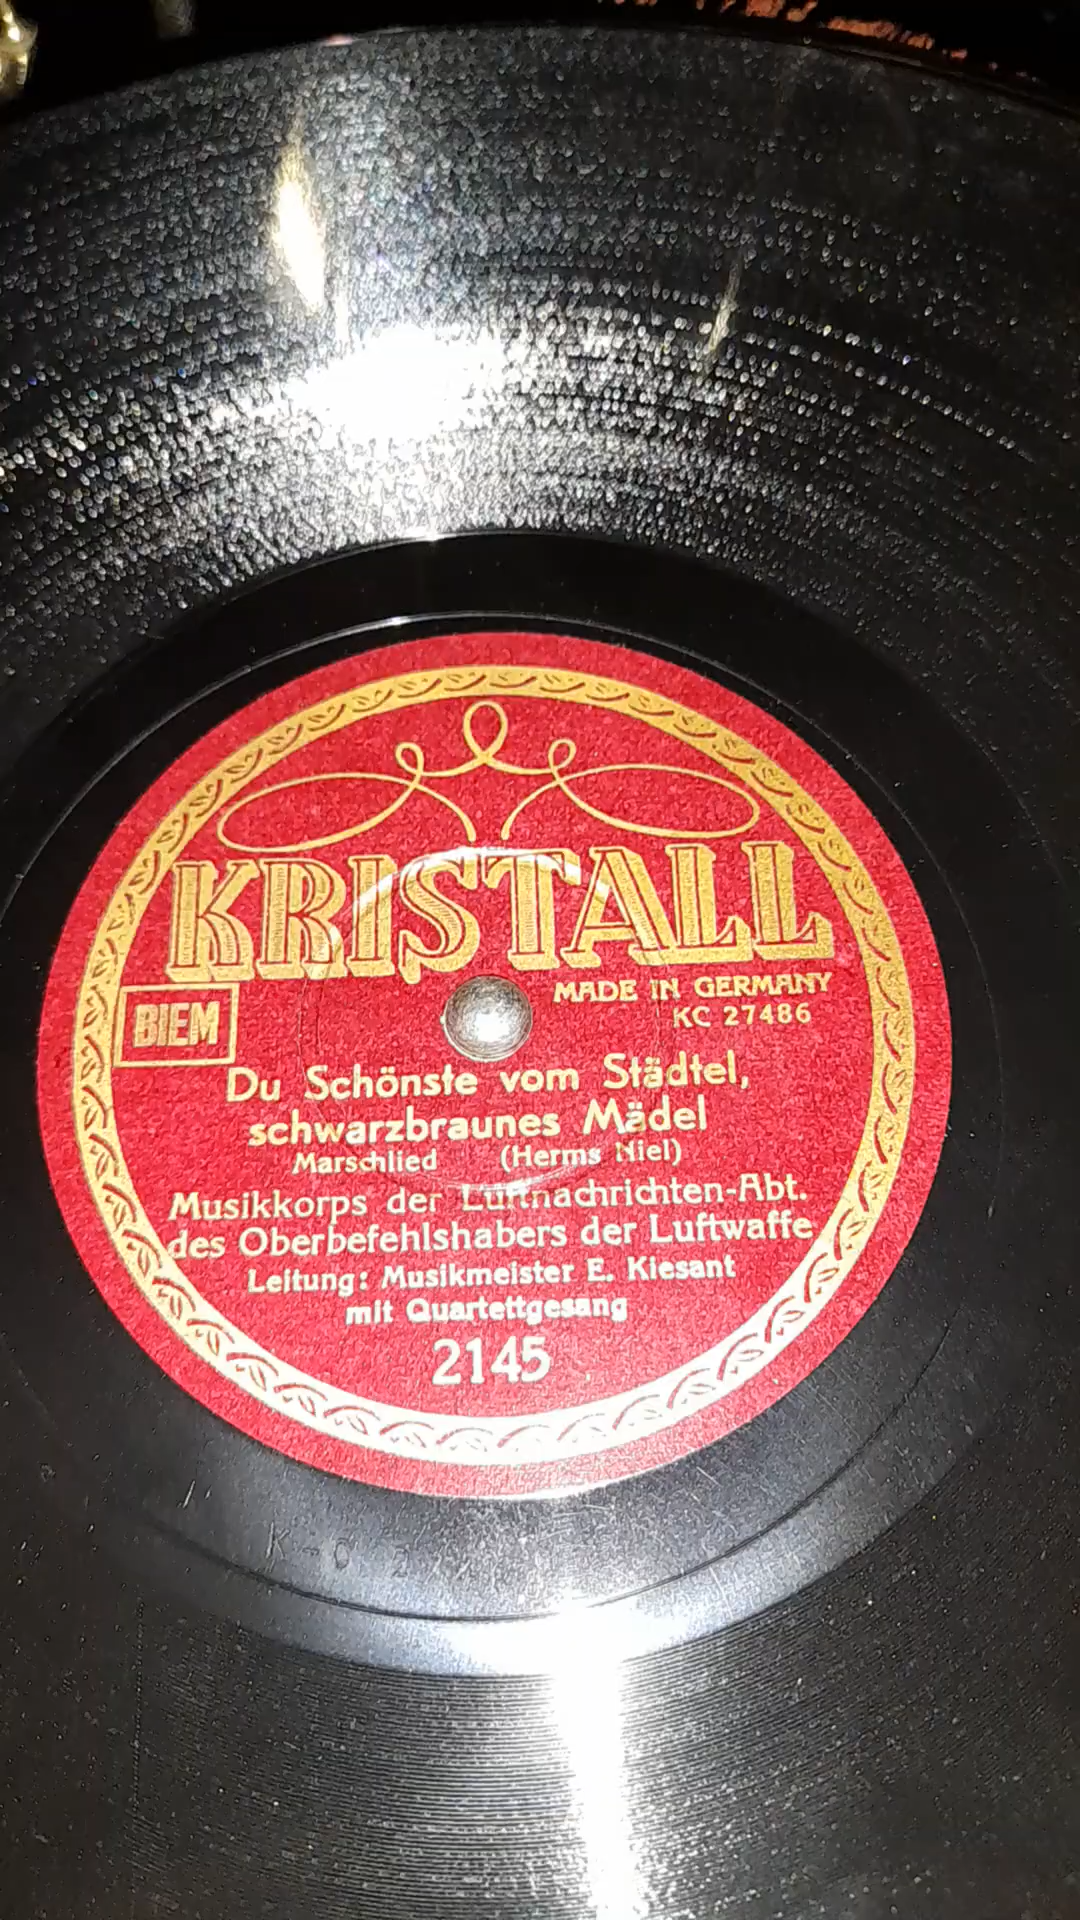 KRISTALL
MADE IN GERMANY
KC 27486
BIEM
Du Schönste vom Städtel,
schwarzbraunes Mädel
Marschlied (Herms Niel)
Musikkorps der Luftnachrichten-Abt.
des Oberbefehlshabers der Luftwaffe
Leitung: Musikmeister E. Kiesant
mit Quartettgesang
2145